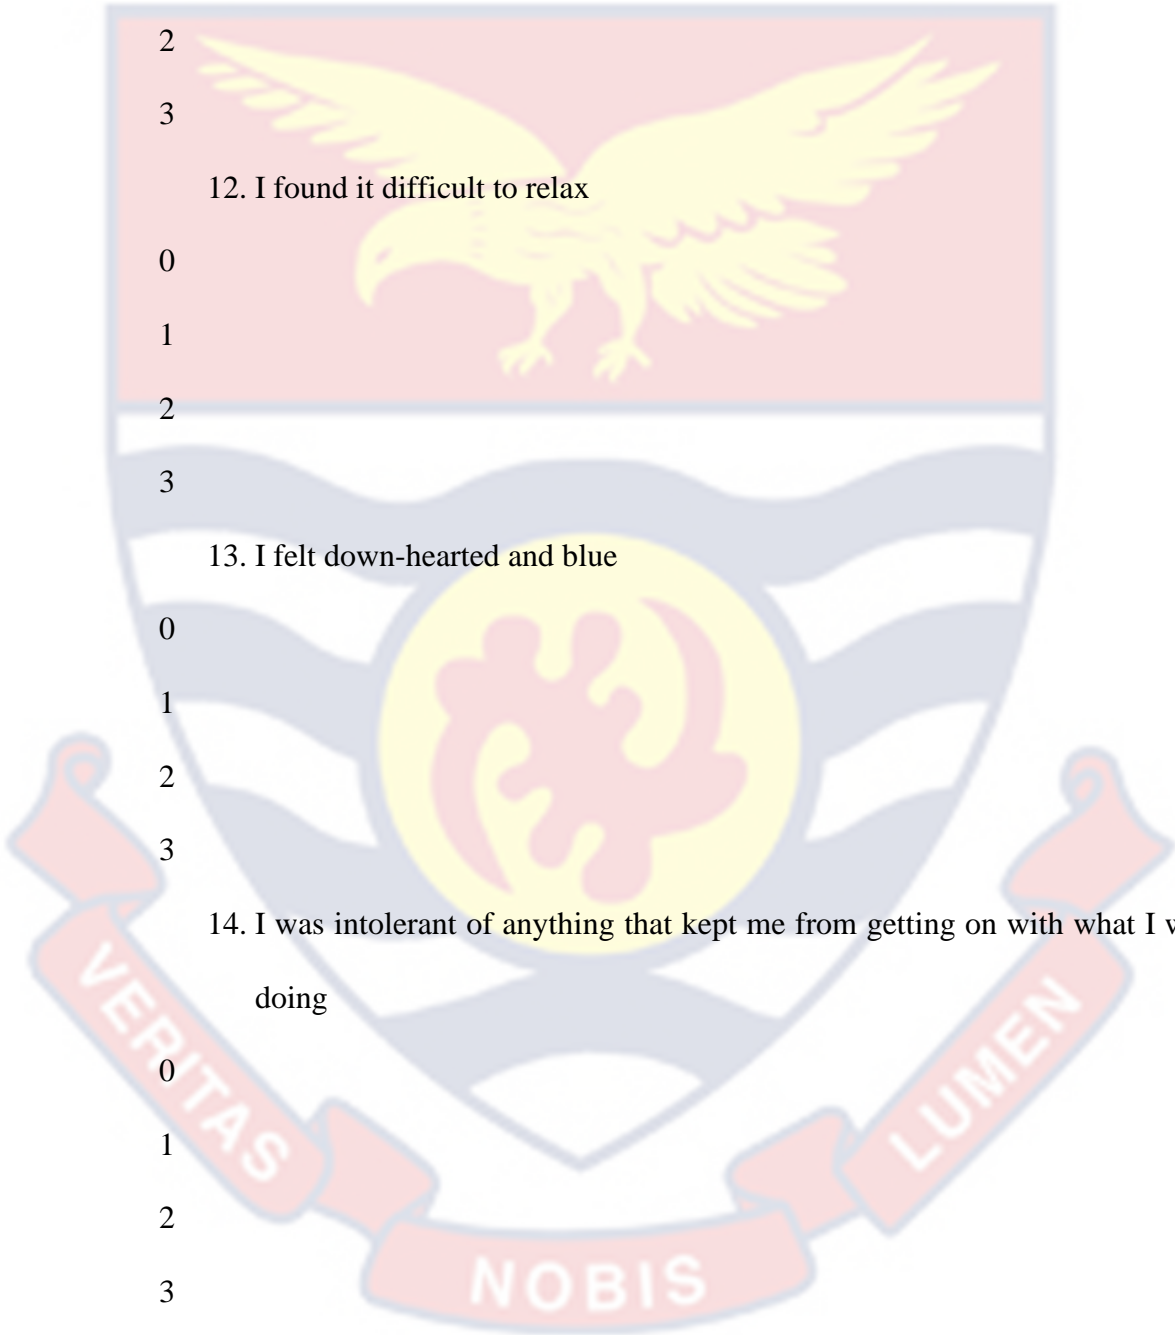 2
3
12. I found it difficult to relax
0
1
2
3
13. I felt down-hearted and blue
0
1
2
3
14. I was intolerant of anything that kept me from getting on with what I w
doing
0
1
2
3
VERITAS
NOBIS
LUMEN